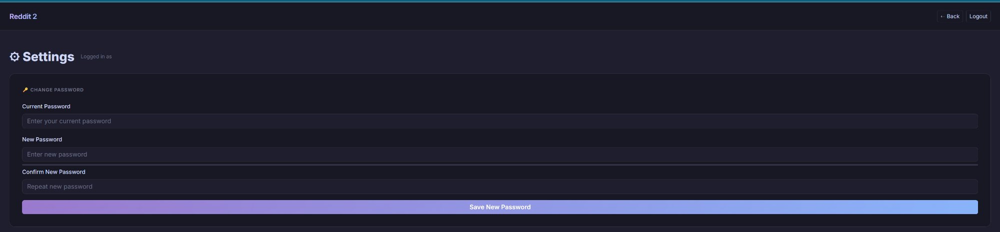 Reddit 2
← Back
Logout
⚙ Settings
Logged in as
🔑 CHANGE PASSWORD
Current Password
Enter your current password
New Password
Enter new password
Confirm New Password
Repeat new password
Save New Password